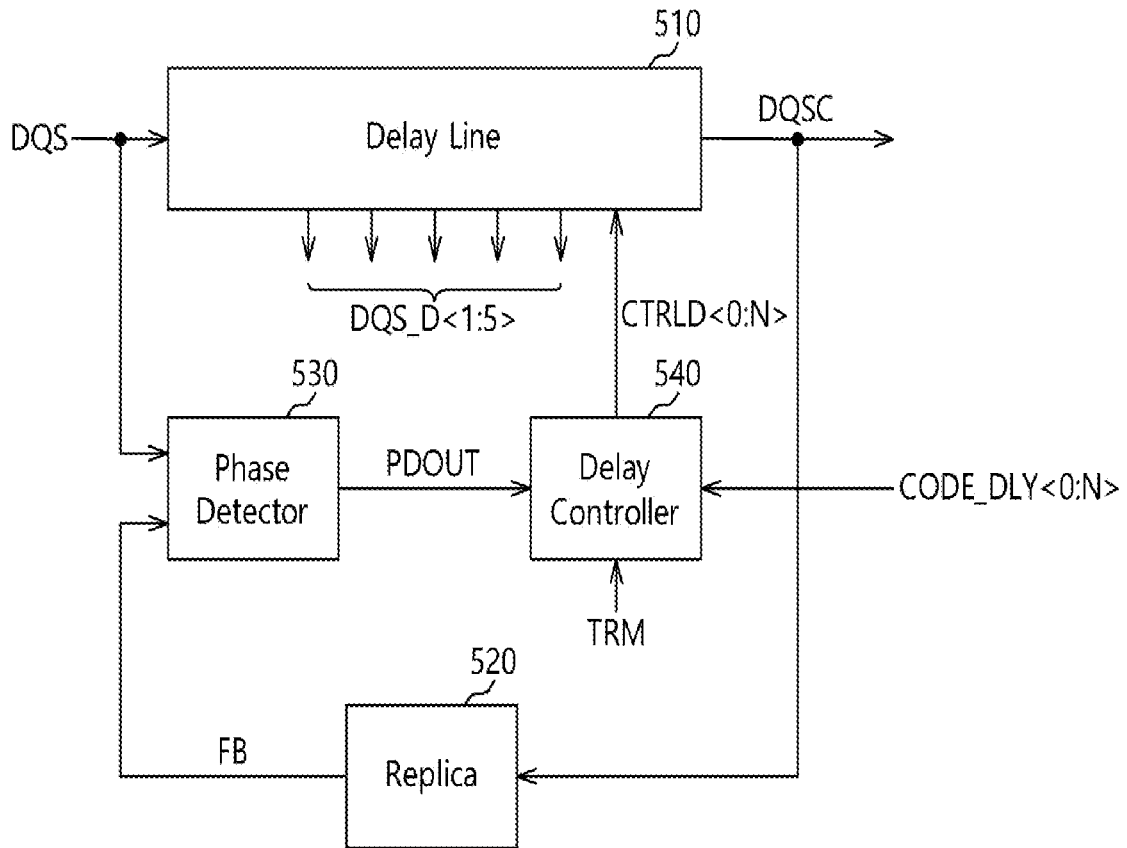 510
DQS
Delay Line
DQSC
DQS_D<1:5>
CTRLD<0:N>
530
540
Phase
Detector
PDOUT
Delay
Controller
CODE_DLY<0:N>
TRM
520
FB
Replica